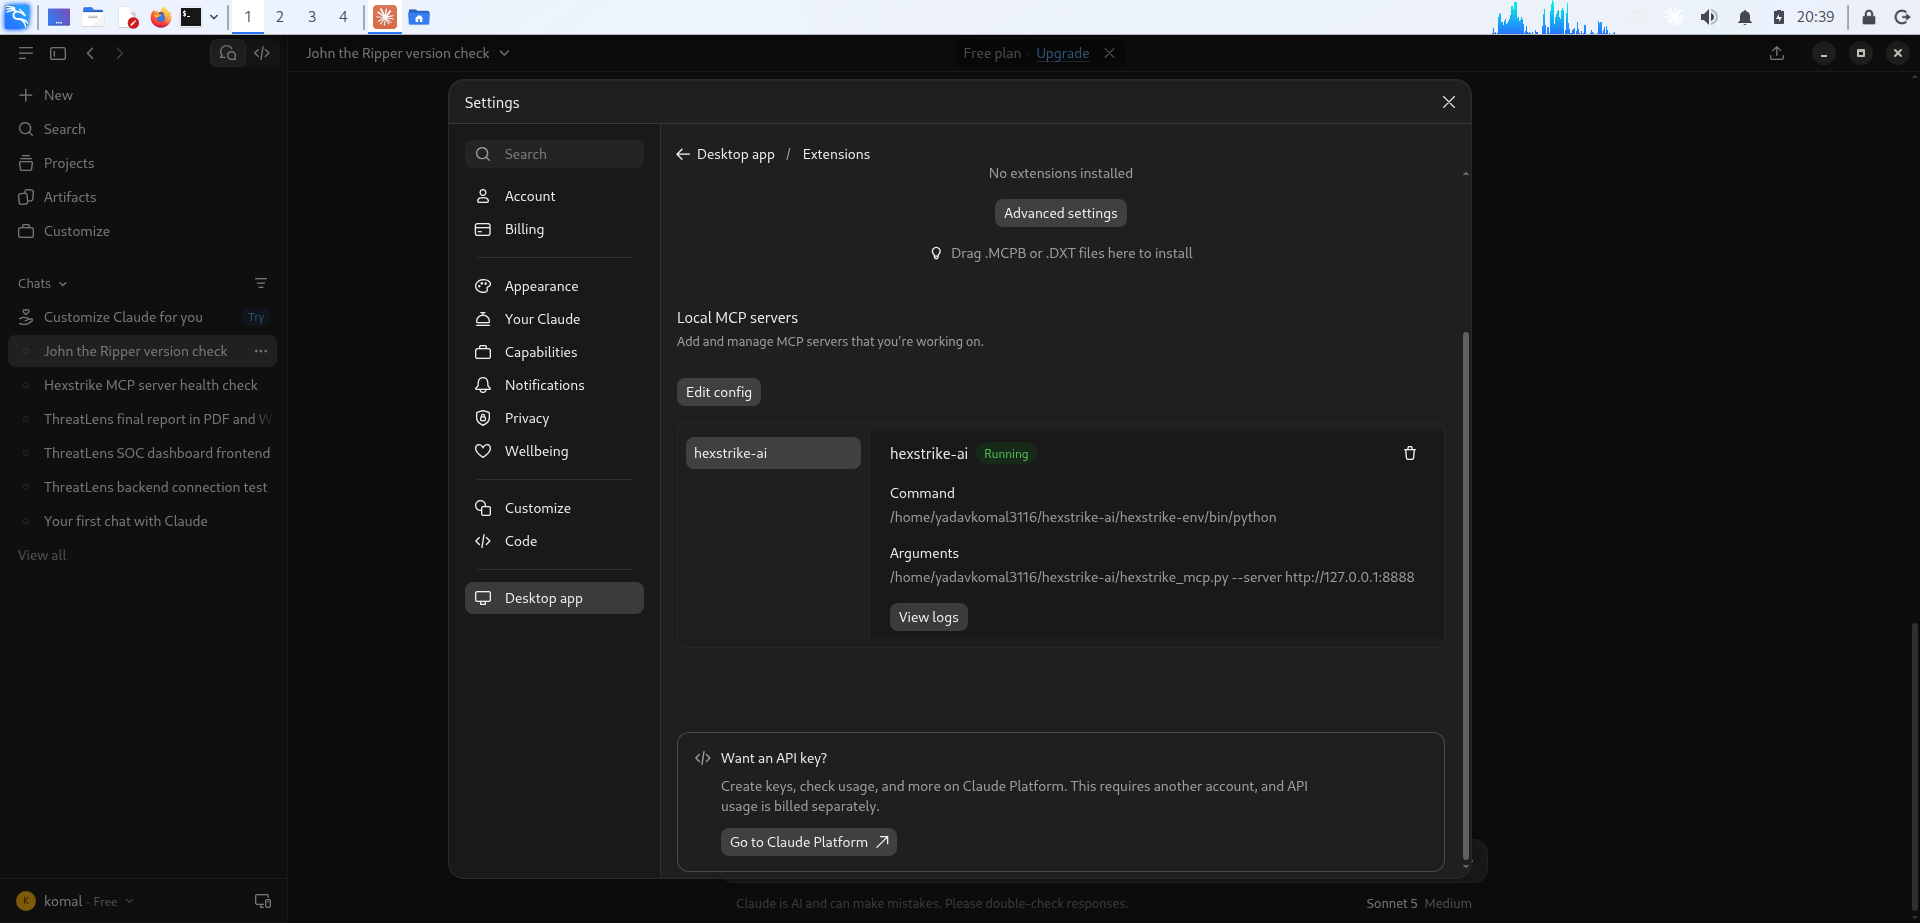 1
2
3
4
20:39
John the Ripper version check
Free plan · Upgrade
New
Search
Projects
Artifacts
Customize
Chats
Customize Claude for you
Try
John the Ripper version check
Hexstrike MCP server health check
ThreatLens final report in PDF and W
ThreatLens SOC dashboard frontend
ThreatLens backend connection test
Your first chat with Claude
View all
komal · Free
K
Settings
Search
Account
Billing
Appearance
Your Claude
Capabilities
Notifications
Privacy
Wellbeing
Customize
Code
Desktop app
Desktop app / Extensions
No extensions installed
Advanced settings
Drag .MCPB or .DXT files here to install
Local MCP servers
Add and manage MCP servers that you're working on.
Edit config
hexstrike-ai
hexstrike-ai Running
Command
/home/yadavkomal3116/hexstrike-ai/hexstrike-env/bin/python
Arguments
/home/yadavkomal3116/hexstrike-ai/hexstrike_mcp.py --server http://127.0.0.1:8888
View logs
Want an API key?
Create keys, check usage, and more on Claude Platform. This requires another account, and API
usage is billed separately.
Go to Claude Platform
Claude is AI and can make mistakes. Please double-check responses.
Sonnet 5 Medium